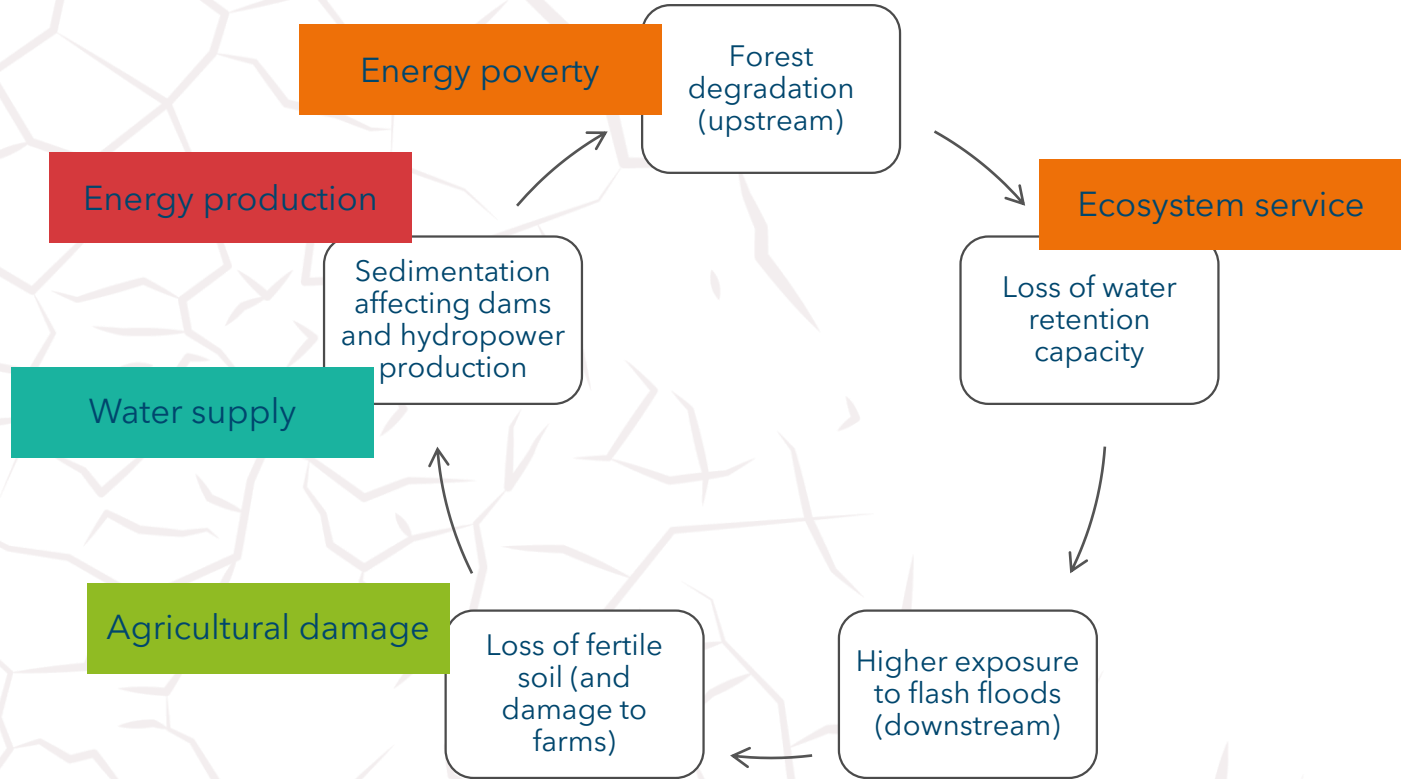 Energy poverty
Forest
degradation
(upstream)
Energy production
Ecosystem service
Sedimentation
affecting dams
and hydropower
production
Loss of water
retention
capacity
Water supply
Agricultural damage
Loss of fertile
soil (and
damage to
farms)
Higher exposure
to flash floods
(downstream)